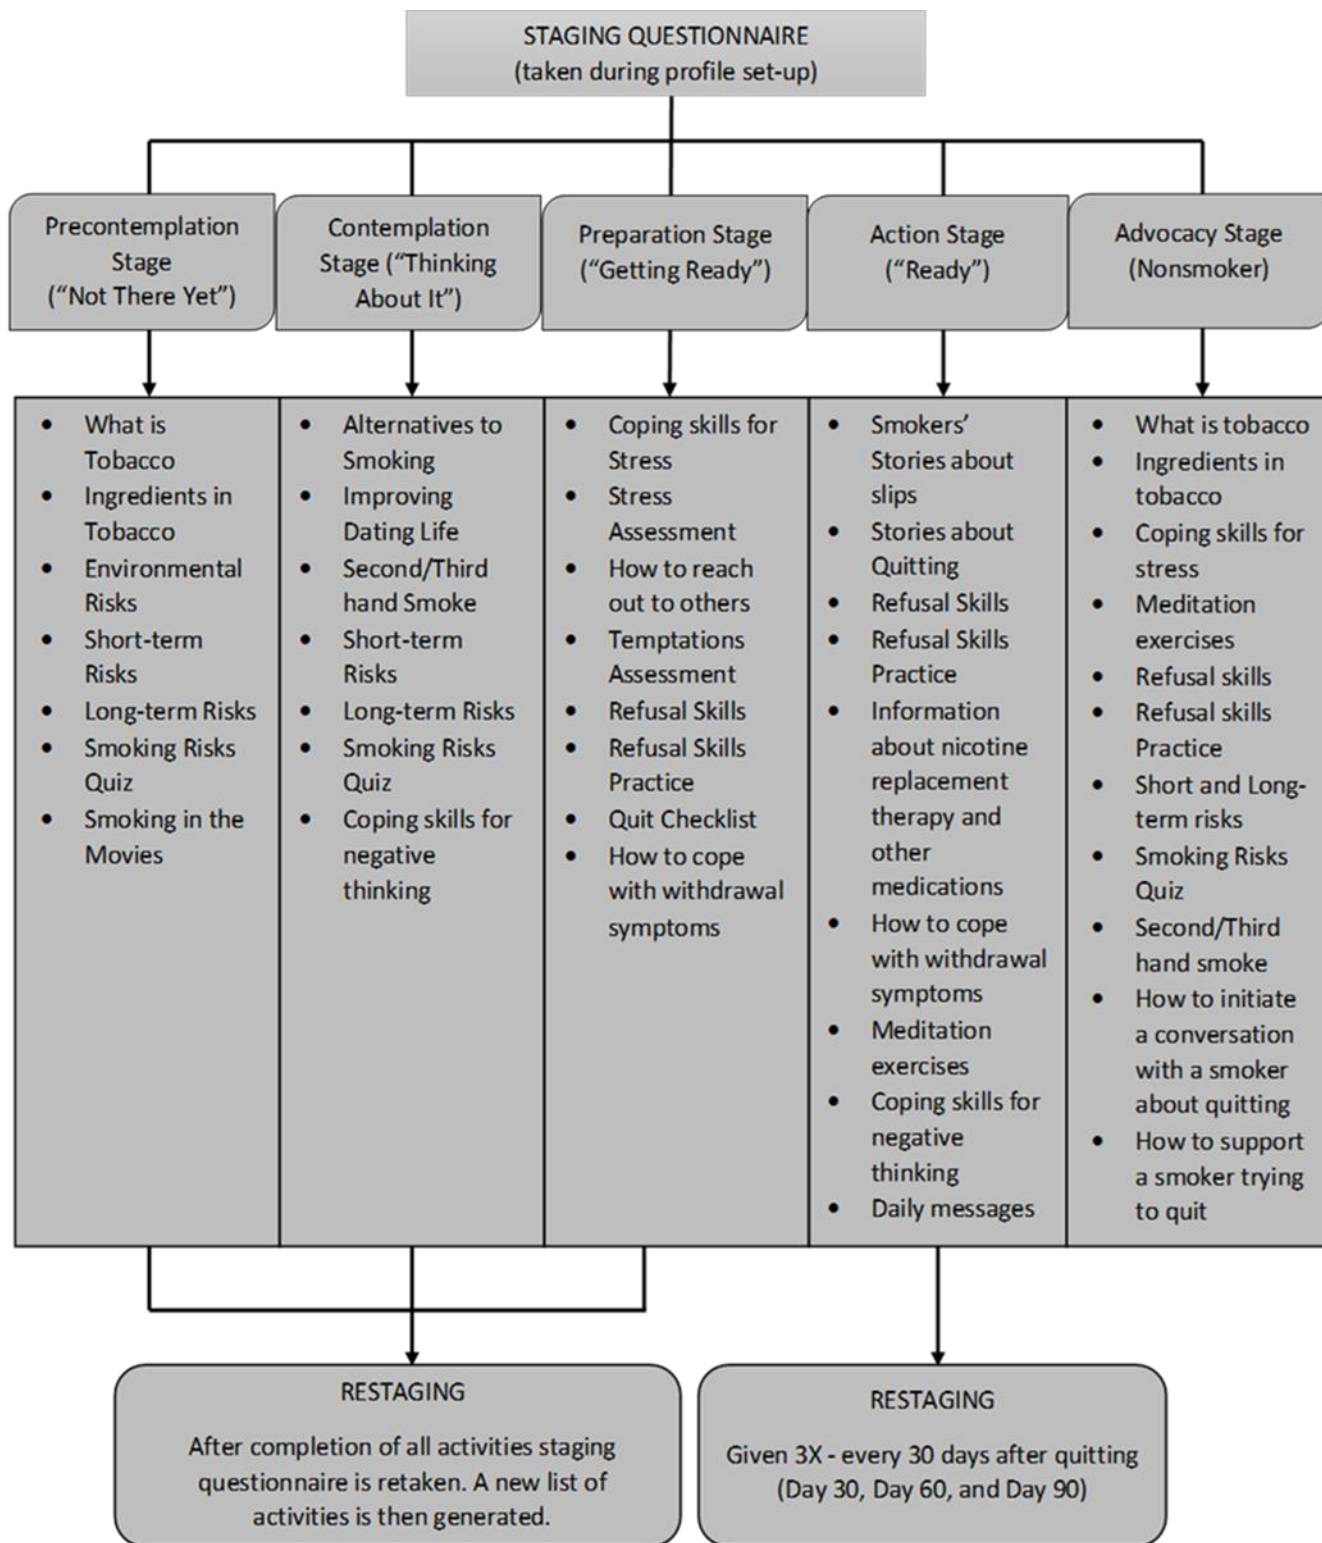 STAGING QUESTIONNAIRE
(taken during profile set-up)
Precontemplation
Stage
(“Not There Yet”)
Contemplation
Stage (“Thinking
About It”)
Preparation Stage
(“Getting Ready”)
Action Stage
(“Ready”)
Advocacy Stage
(Nonsmoker)
• What is
Tobacco
• Ingredients in
Tobacco
• Environmental
Risks
• Short-term
Risks
• Long-term Risks
• Smoking Risks
Quiz
• Smoking in the
Movies
• Alternatives to
Smoking
• Improving
Dating Life
• Second/Third
hand Smoke
• Short-term
Risks
• Long-term Risks
• Smoking Risks
Quiz
• Coping skills for
negative
thinking
• Coping skills for
Stress
• Stress
Assessment
• How to reach
out to others
• Temptations
Assessment
• Refusal Skills
• Refusal Skills
Practice
• Quit Checklist
• How to cope
with withdrawal
symptoms
• Smokers’
Stories about
slips
• Stories about
Quitting
• Refusal Skills
• Refusal Skills
Practice
• Information
about nicotine
replacement
therapy and
other
medications
• How to cope
with withdrawal
symptoms
• Meditation
exercises
• Coping skills for
negative
thinking
• Daily messages
• What is tobacco
• Ingredients in
tobacco
• Coping skills for
stress
• Meditation
exercises
• Refusal skills
• Refusal skills
Practice
• Short and Long-
term risks
• Smoking Risks
Quiz
• Second/Third
hand smoke
• How to initiate
a conversation
with a smoker
about quitting
• How to support
a smoker trying
to quit
RESTAGING
After completion of all activities staging
questionnaire is retaken. A new list of
activities is then generated.
RESTAGING
Given 3X - every 30 days after quitting
(Day 30, Day 60, and Day 90)